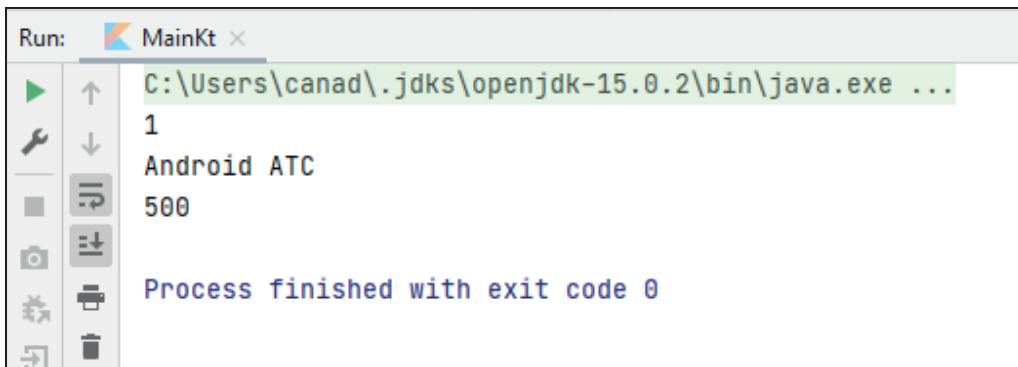 Run: MainKt
C:\Users\canad\.jdks\openjdk-15.0.2\bin\java.exe ...
1
Android ATC
500
Process finished with exit code 0